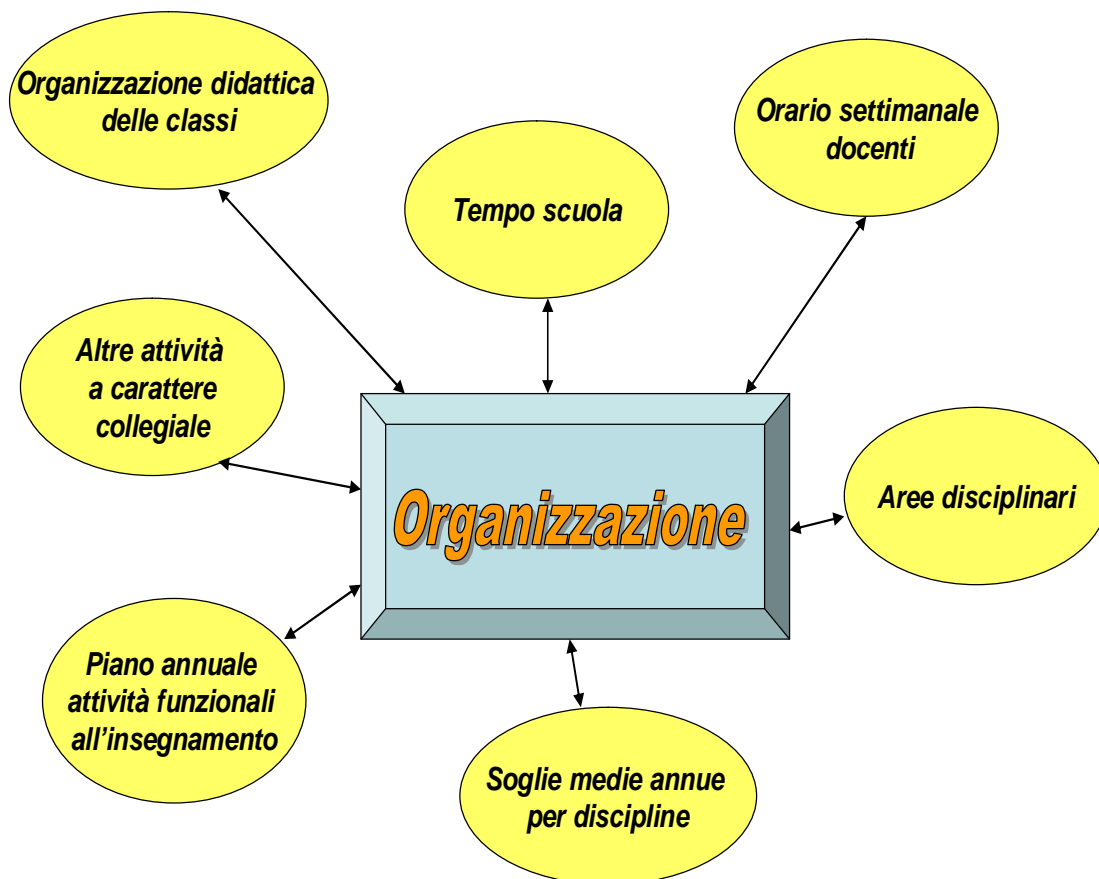 Organizzazione didattica
delle classi
Orario settimanale
docenti
Tempo scuola
Altre attività
a carattere
collegiale
Organizzazione
Aree disciplinari
Piano annuale
attività funzionali
all'insegnamento
Soglie medie annue
per discipline